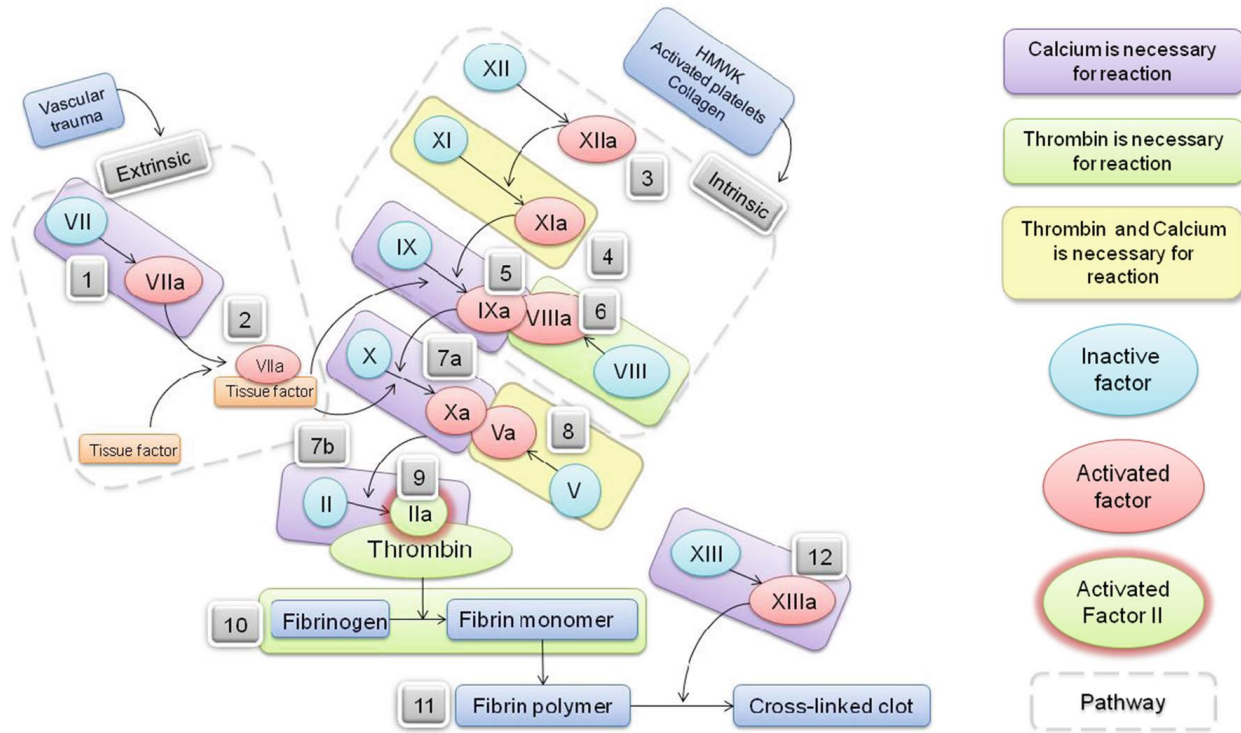 Vascular
trauma
Extrinsic
VII
VIIa
1
2
VIIa
Tissue factor
Tissue factor
XII
XIIa
3
HMWK
Activated platelets
Collagen
Intrinsic
XI
XIa
4
IX
IXa
5
VIIIa
6
VIII
X
7a
Xa
Va
8
V
7b
II
9
IIa
Thrombin
10
Fibrinogen
Fibrin monomer
11
Fibrin polymer
Cross-linked clot
XIII
12
XIIIa
Calcium is necessary
for reaction
Thrombin is necessary
for reaction
Thrombin and Calcium
is necessary for
reaction
Inactive
factor
Activated
factor
Activated
Factor II
Pathway